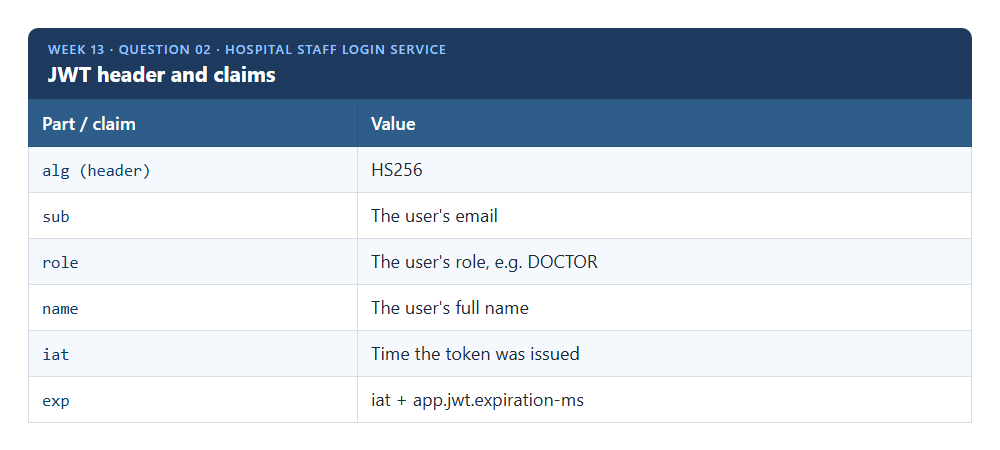 WEEK 13 · QUESTION 02 · HOSPITAL STAFF LOGIN SERVICE
JWT header and claims
Part / claim Value
alg (header) HS256
sub The user's email
role The user's role, e.g. DOCTOR
name The user's full name
iat Time the token was issued
exp iat + app.jwt.expiration-ms